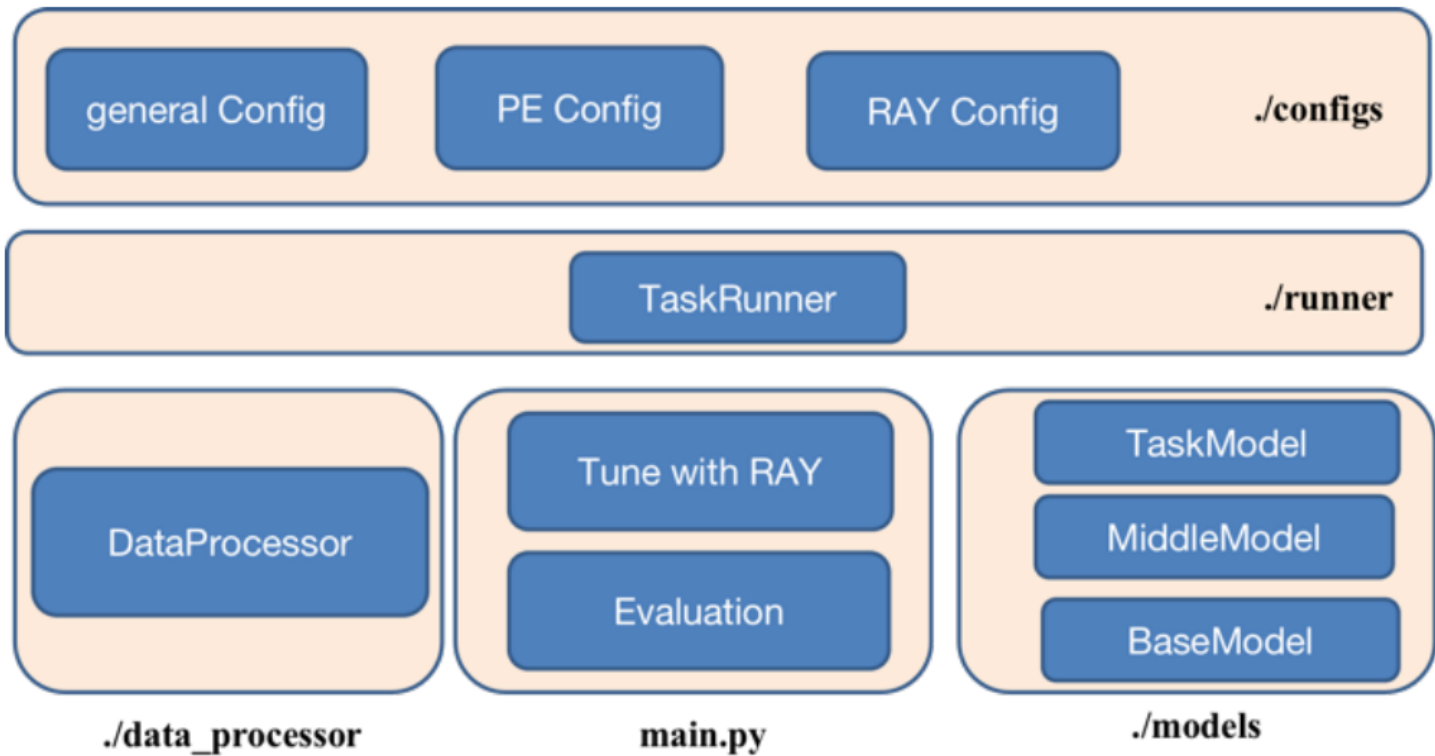 general Config
PE Config
RAY Config
./configs
TaskRunner
./runner
DataProcessor
Tune with RAY
Evaluation
TaskModel
MiddleModel
BaseModel
./data_processor
main.py
./models